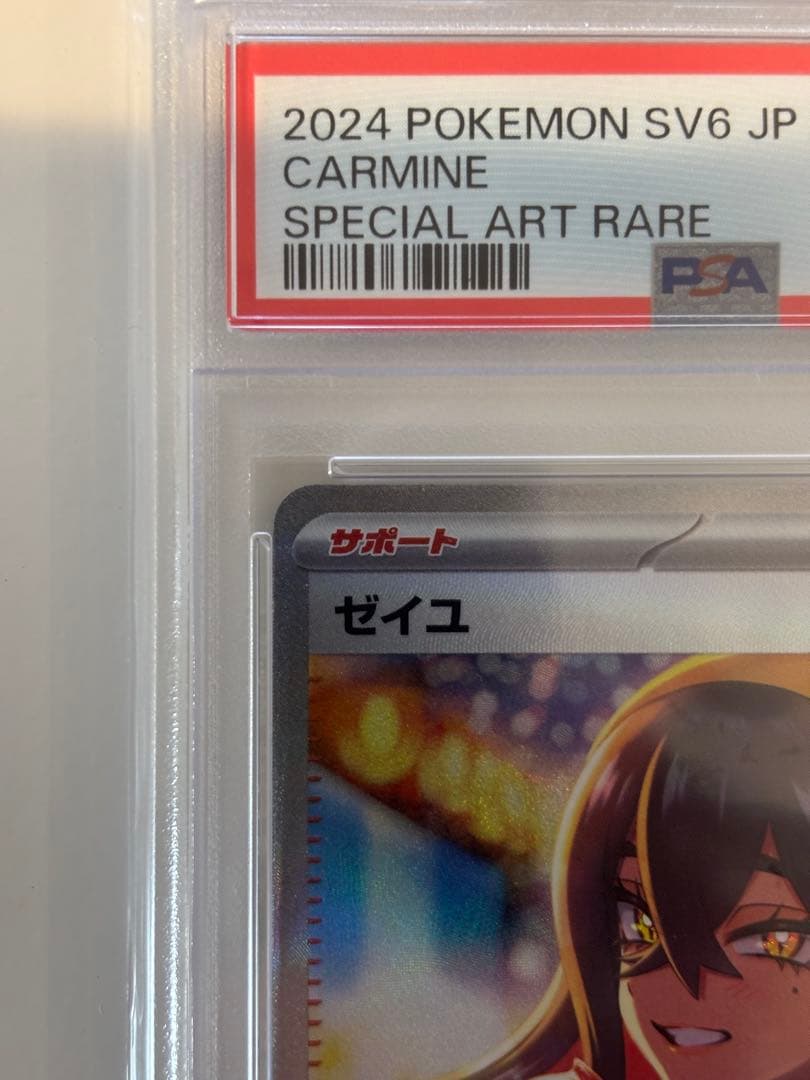 2024 POKEMON SV6 JP
CARMINE
SPECIAL ART RARE
PSA
サポート
ゼイユ